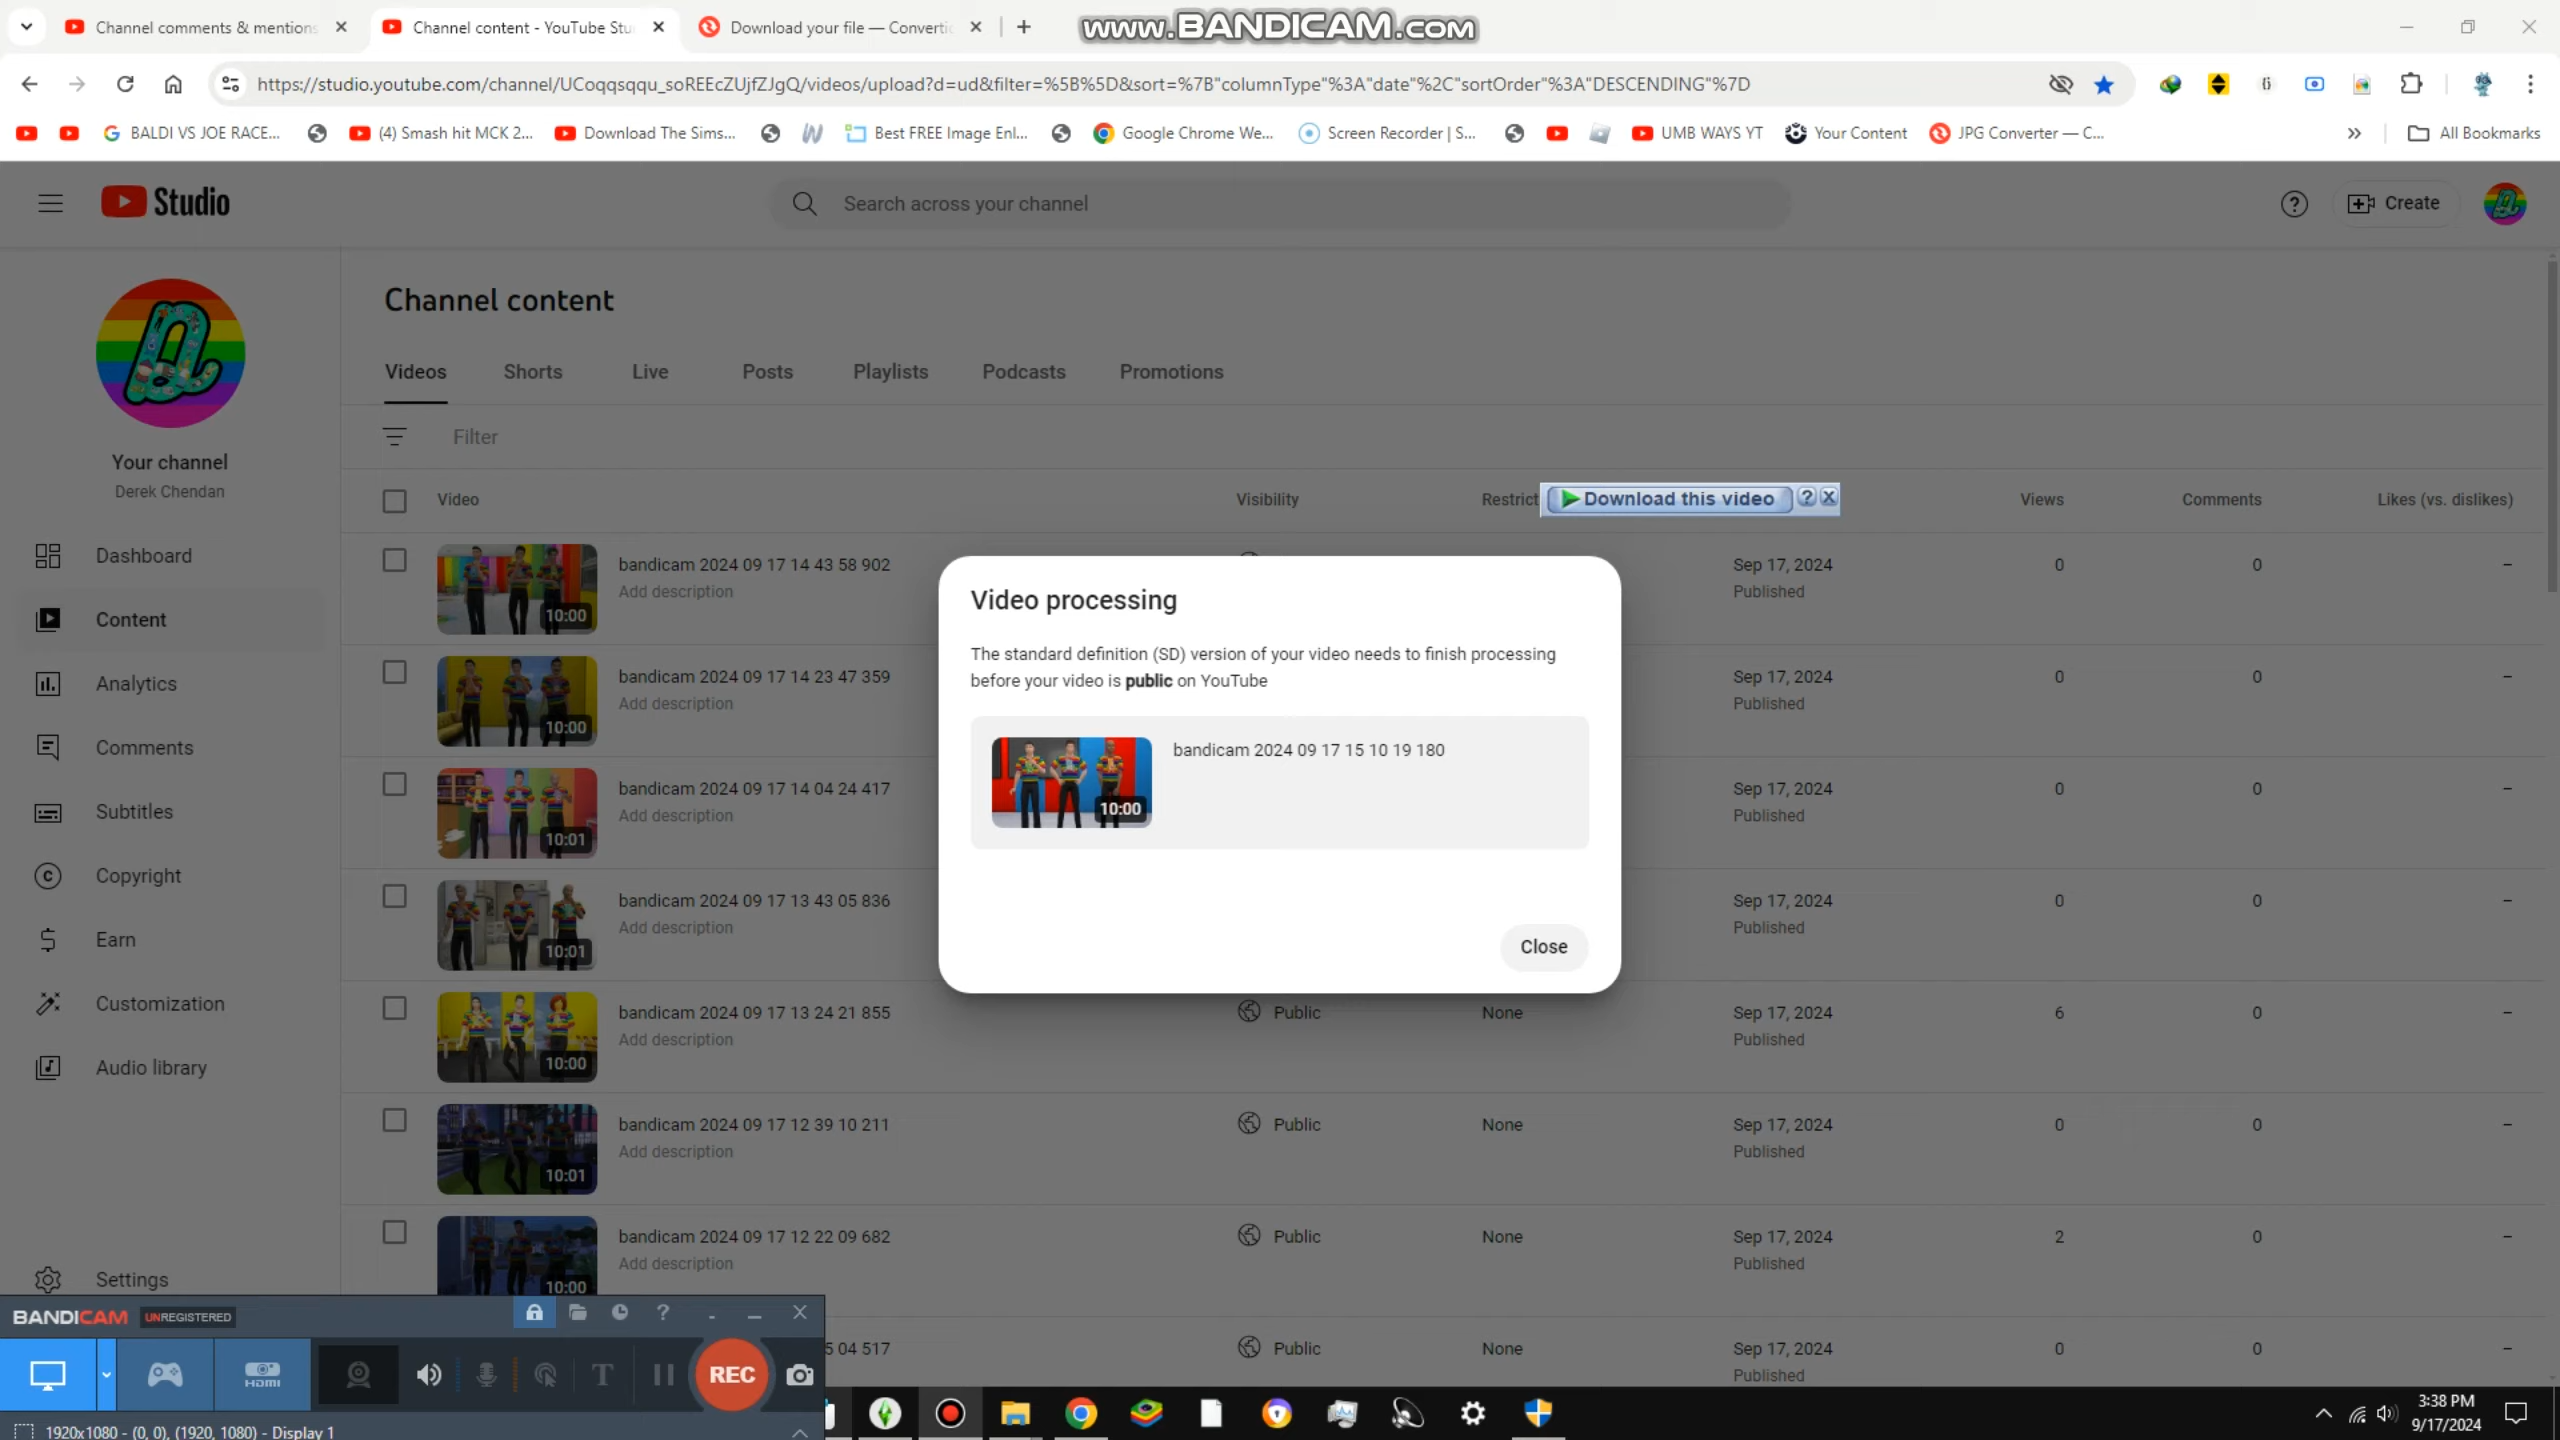 Channel comments & mentions
Channel content - YouTube Stu
Download your file — Converti
www.BANDICAM.com
https://studio.youtube.com/channel/UCoqqsqqu_soREEcZUjfZJgQ/videos/upload?d=ud&filter=%5B%5D&sort=%7B"columnType"%3A"date"%2C"sortOrder"%3A"DESCENDING"%7D
BALDI VS JOE RACE...
(4) Smash hit MCK 2...
Download The Sims...
Best FREE Image Enl...
Google Chrome We...
Screen Recorder | S...
UMB WAYS YT
Your Content
JPG Converter — C...
All Bookmarks
Studio
Search across your channel
Create
Your channel
Derek Chendan
Dashboard
Content
Analytics
Comments
Subtitles
Copyright
Earn
Customization
Audio library
Settings
Channel content
Videos Shorts Live Posts Playlists Podcasts Promotions
Filter
Video Visibility Restrict Views Comments Likes (vs. dislikes)
Download this video
10:00 bandicam 2024 09 17 14 43 58 902 Sep 17, 2024 0 0 –
Add description Published
10:00 bandicam 2024 09 17 14 23 47 359 Sep 17, 2024 0 0 –
Add description Published
10:01 bandicam 2024 09 17 14 04 24 417 Sep 17, 2024 0 0 –
Add description Published
10:01 bandicam 2024 09 17 13 43 05 836 Sep 17, 2024 0 0 –
Add description Published
10:00 bandicam 2024 09 17 13 24 21 855 Public None Sep 17, 2024 6 0 –
Add description Published
10:01 bandicam 2024 09 17 12 39 10 211 Public None Sep 17, 2024 0 0 –
Add description Published
10:00 bandicam 2024 09 17 12 22 09 682 Public None Sep 17, 2024 2 0 –
Add description Published
5 04 517 Public None Sep 17, 2024 0 0 –
Published
Video processing
The standard definition (SD) version of your video needs to finish processing
before your video is public on YouTube
10:00
bandicam 2024 09 17 15 10 19 180
Close
BANDICAM UNREGISTERED
HDMI
REC
1920x1080 - (0, 0), (1920, 1080) - Display 1
3:38 PM
9/17/2024